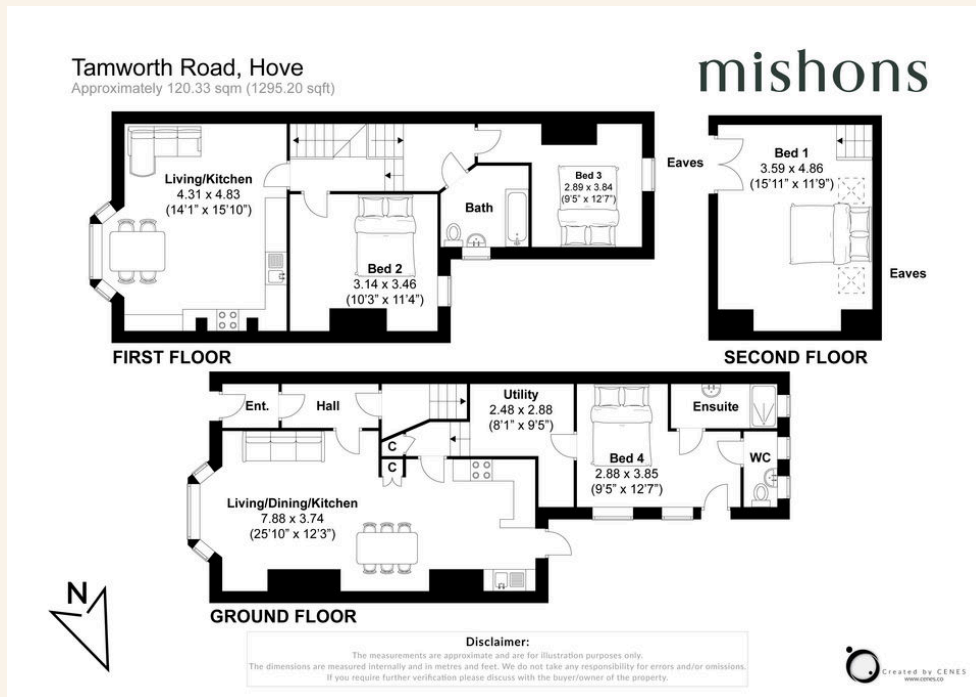 Tamworth Road, Hove
Approximately 120.33 sqm (1295.20 sqft)
mishons
Living/Kitchen
4.31 x 4.83
(14'1" x 15'10")
Bed 2
3.14 x 3.46
(10'3" x 11'4")
Bath
Bed 3
2.89 x 3.84
(9'5" x 12'7")
FIRST FLOOR
Eaves
Bed 1
3.59 x 4.86
(15'11" x 11'9")
Eaves
SECOND FLOOR
Ent.
Hall
C
C
Utility
2.48 x 2.88
(8'1" x 9'5")
Ensuite
Bed 4
2.88 x 3.85
(9'5" x 12'7")
WC
Living/Dining/Kitchen
7.88 x 3.74
(25'10" x 12'3")
GROUND FLOOR
N
Disclaimer:
The measurements are approximate and are for illustration purposes only.
The dimensions are measured internally and in metres and feet. We do not take any responsibility for errors and/or omissions.
If you require further verification please discuss with the buyer/owner of the property.
Created by CENES
www.cenes.co